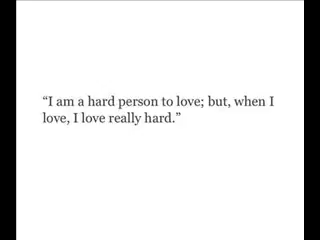 “I am a hard person to love; but, when I
love, I love really hard.”